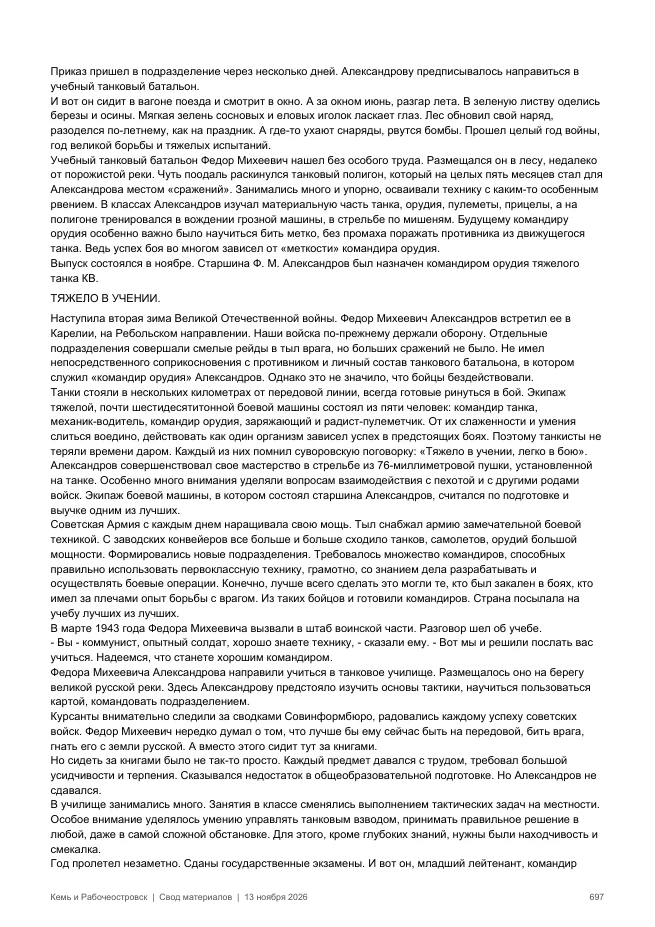 Приказ пришел в подразделение через несколько дней. Александрову предписывалось направиться в
учебный танковый батальон.
И вот он сидит в вагоне поезда и смотрит в окно. А за окном июнь, разгар лета. В зеленую листву оделись
березы и осины. Мягкая зелень сосновых и еловых иголок ласкает глаз. Лес обновил свой наряд,
разоделся по-летнему, как на праздник. А где-то ухают снаряды, рвутся бомбы. Прошел целый год войны,
год великой борьбы и тяжелых испытаний.
Учебный танковый батальон Федор Михеевич нашел без особого труда. Размещался он в лесу, недалеко
от порожистой реки. Чуть поодаль раскинулся танковый полигон, который на целых пять месяцев стал для
Александрова местом «сражений». Занимались много и упорно, осваивали технику с каким-то особенным
рвением. В классах Александров изучал материальную часть танка, орудия, пулеметы, прицелы, а на
полигоне тренировался в вождении грозной машины, в стрельбе по мишеням. Будущему командиру
орудия особенно важно было научиться бить метко, без промаха поражать противника из движущегося
танка. Ведь успех боя во многом зависел от «меткости» командира орудия.
Выпуск состоялся в ноябре. Старшина Ф. М. Александров был назначен командиром орудия тяжелого
танка КВ.
ТЯЖЕЛО В УЧЕНИИ.
Наступила вторая зима Великой Отечественной войны. Федор Михеевич Александров встретил ее в
Карелии, на Ребольском направлении. Наши войска по-прежнему держали оборону. Отдельные
подразделения совершали смелые рейды в тыл врага, но больших сражений не было. Не имел
непосредственного соприкосновения с противником и личный состав танкового батальона, в котором
служил «командир орудия» Александров. Однако это не значило, что бойцы бездействовали.
Танки стояли в нескольких километрах от передовой линии, всегда готовые ринуться в бой. Экипаж
тяжелой, почти шестидесятитонной боевой машины состоял из пяти человек: командир танка,
механик-водитель, командир орудия, заряжающий и радист-пулеметчик. От их слаженности и умения
слиться воедино, действовать как один организм зависел успех в предстоящих боях. Поэтому танкисты не
теряли времени даром. Каждый из них помнил суворовскую поговорку: «Тяжело в учении, легко в бою».
Александров совершенствовал свое мастерство в стрельбе из 76-миллиметровой пушки, установленной
на танке. Особенно много внимания уделяли вопросам взаимодействия с пехотой и с другими родами
войск. Экипаж боевой машины, в котором состоял старшина Александров, считался по подготовке и
выучке одним из лучших.
Советская Армия с каждым днем наращивала свою мощь. Тыл снабжал армию замечательной боевой
техникой. С заводских конвейеров все больше и больше сходило танков, самолетов, орудий большой
мощности. Формировались новые подразделения. Требовалось множество командиров, способных
правильно использовать первоклассную технику, грамотно, со знанием дела разрабатывать и
осуществлять боевые операции. Конечно, лучше всего сделать это могли те, кто был закален в боях, кто
имел за плечами опыт борьбы с врагом. Из таких бойцов и готовили командиров. Страна посылала на
учебу лучших из лучших.
В марте 1943 года Федора Михеевича вызвали в штаб воинской части. Разговор шел об учебе.
- Вы - коммунист, опытный солдат, хорошо знаете технику, - сказали ему. - Вот мы и решили послать вас
учиться. Надеемся, что станете хорошим командиром.
Федора Михеевича Александрова направили учиться в танковое училище. Размещалось оно на берегу
великой русской реки. Здесь Александрову предстояло изучить основы тактики, научиться пользоваться
картой, командовать подразделением.
Курсанты внимательно следили за сводками Совинформбюро, радовались каждому успеху советских
войск. Федор Михеевич нередко думал о том, что лучше бы ему сейчас быть на передовой, бить врага,
гнать его с земли русской. А вместо этого сидит тут за книгами.
Но сидеть за книгами было не так-то просто. Каждый предмет давался с трудом, требовал большой
усидчивости и терпения. Сказывался недостаток в общеобразовательной подготовке. Но Александров не
сдавался.
В училище занимались много. Занятия в классе сменялись выполнением тактических задач на местности.
Особое внимание уделялось умению управлять танковым взводом, принимать правильное решение в
любой, даже в самой сложной обстановке. Для этого, кроме глубоких знаний, нужны были находчивость и
смекалка.
Год пролетел незаметно. Сданы государственные экзамены. И вот он, младший лейтенант, командир
Кемь и Рабочеостровск | Свод материалов | 13 ноября 2026
697